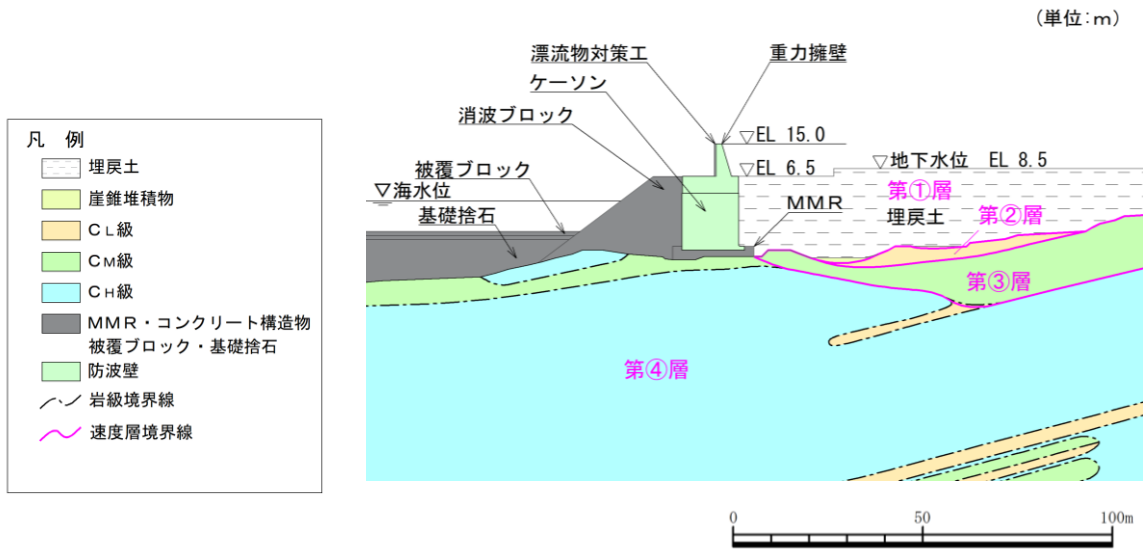 (単位:m)
漂流物対策工
重力擁壁
ケーソン
消波ブロック
▽EL 15.0
被覆ブロック
▽EL 6.5
▽地下水位 EL 8.5
▽海水位
基礎捨石
MMR
第①層
埋戻土
第②層
第③層
第④層
凡 例
埋戻土
崖錐堆積物
CL級
CM級
CH級
MMR・コンクリート構造物
被覆ブロック・基礎捨石
防波壁
岩級境界線
速度層境界線
0 50 100m